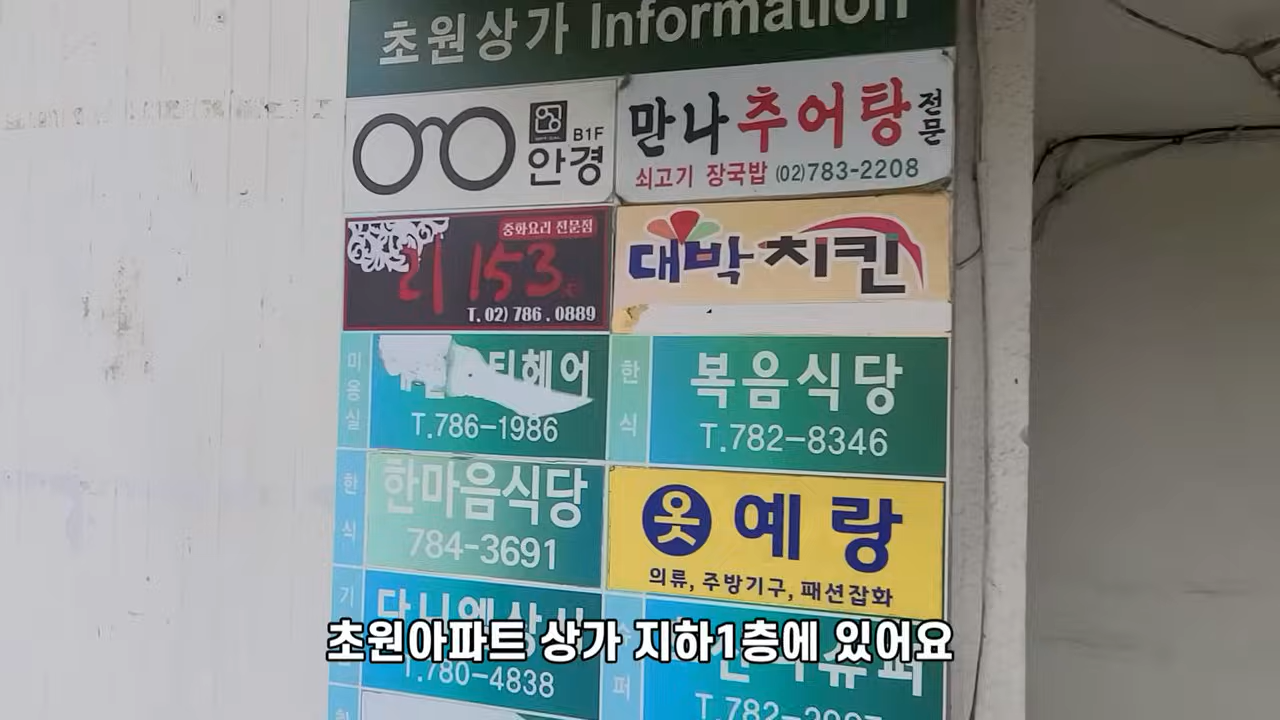 초원상가 Information
B1F
안경
만나추어탕 전문
쇠고기 장국밥 (02)783-2208
중화요리 전문점
리 153
T. 02) 786 . 0889
대박치킨
미용실
티헤어
T.786-1986
한식
복음식당
T.782-8346
한식
한마음식당
784-3691
옷 예랑
의류, 주방기구, 패션잡화
T.780-4838
퍼
T.782-
초원아파트 상가 지하1층에 있어요